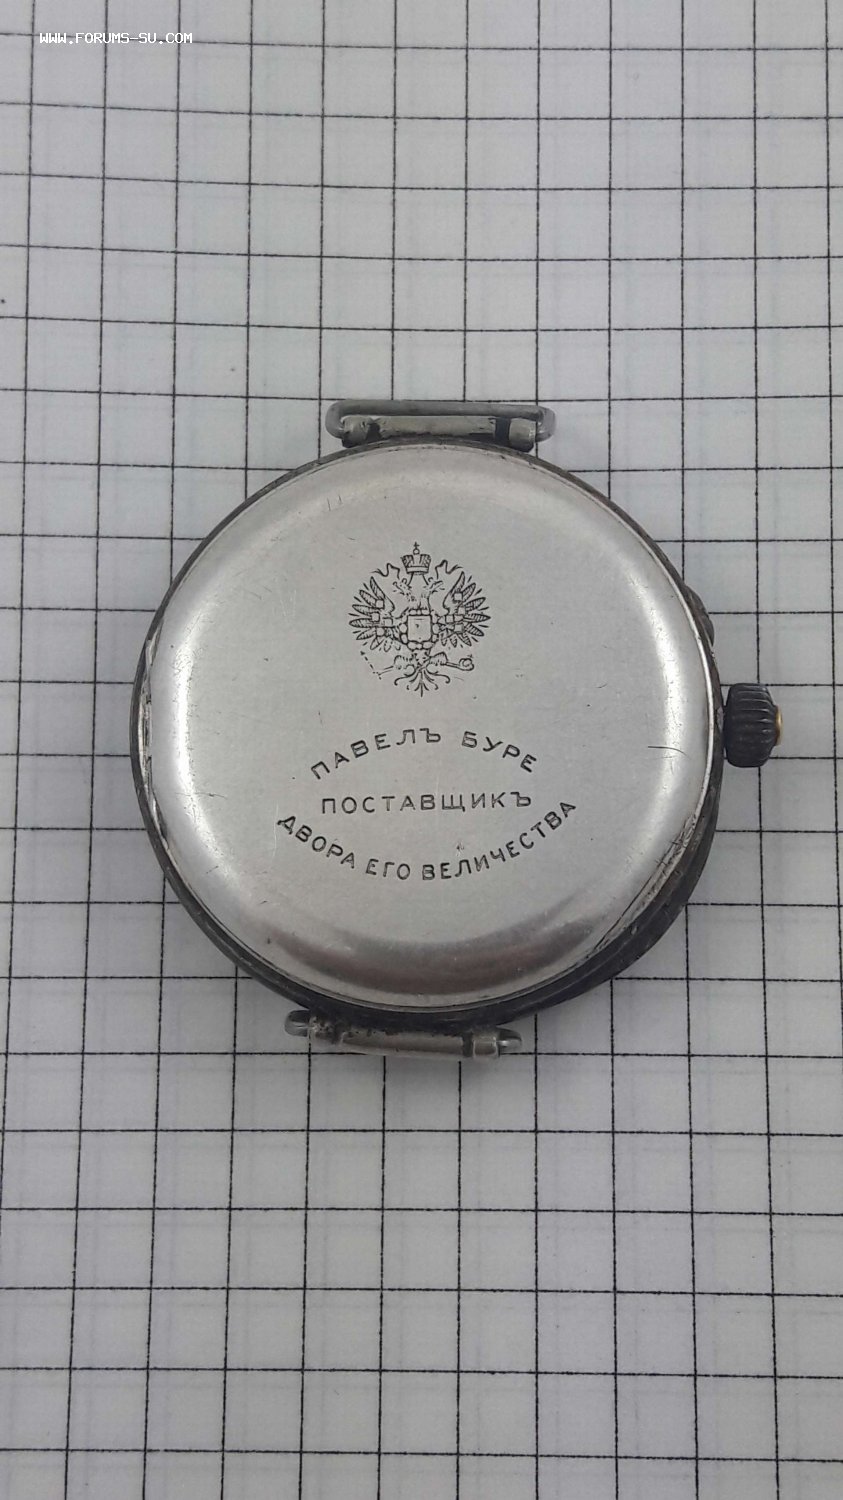 WWW.FORUMS-SU.COM
ПАВЕЛЪ БУРЕ
ПОСТАВЩИКЪ
ДВОРА ЕГО ВЕЛИЧЕСТВА